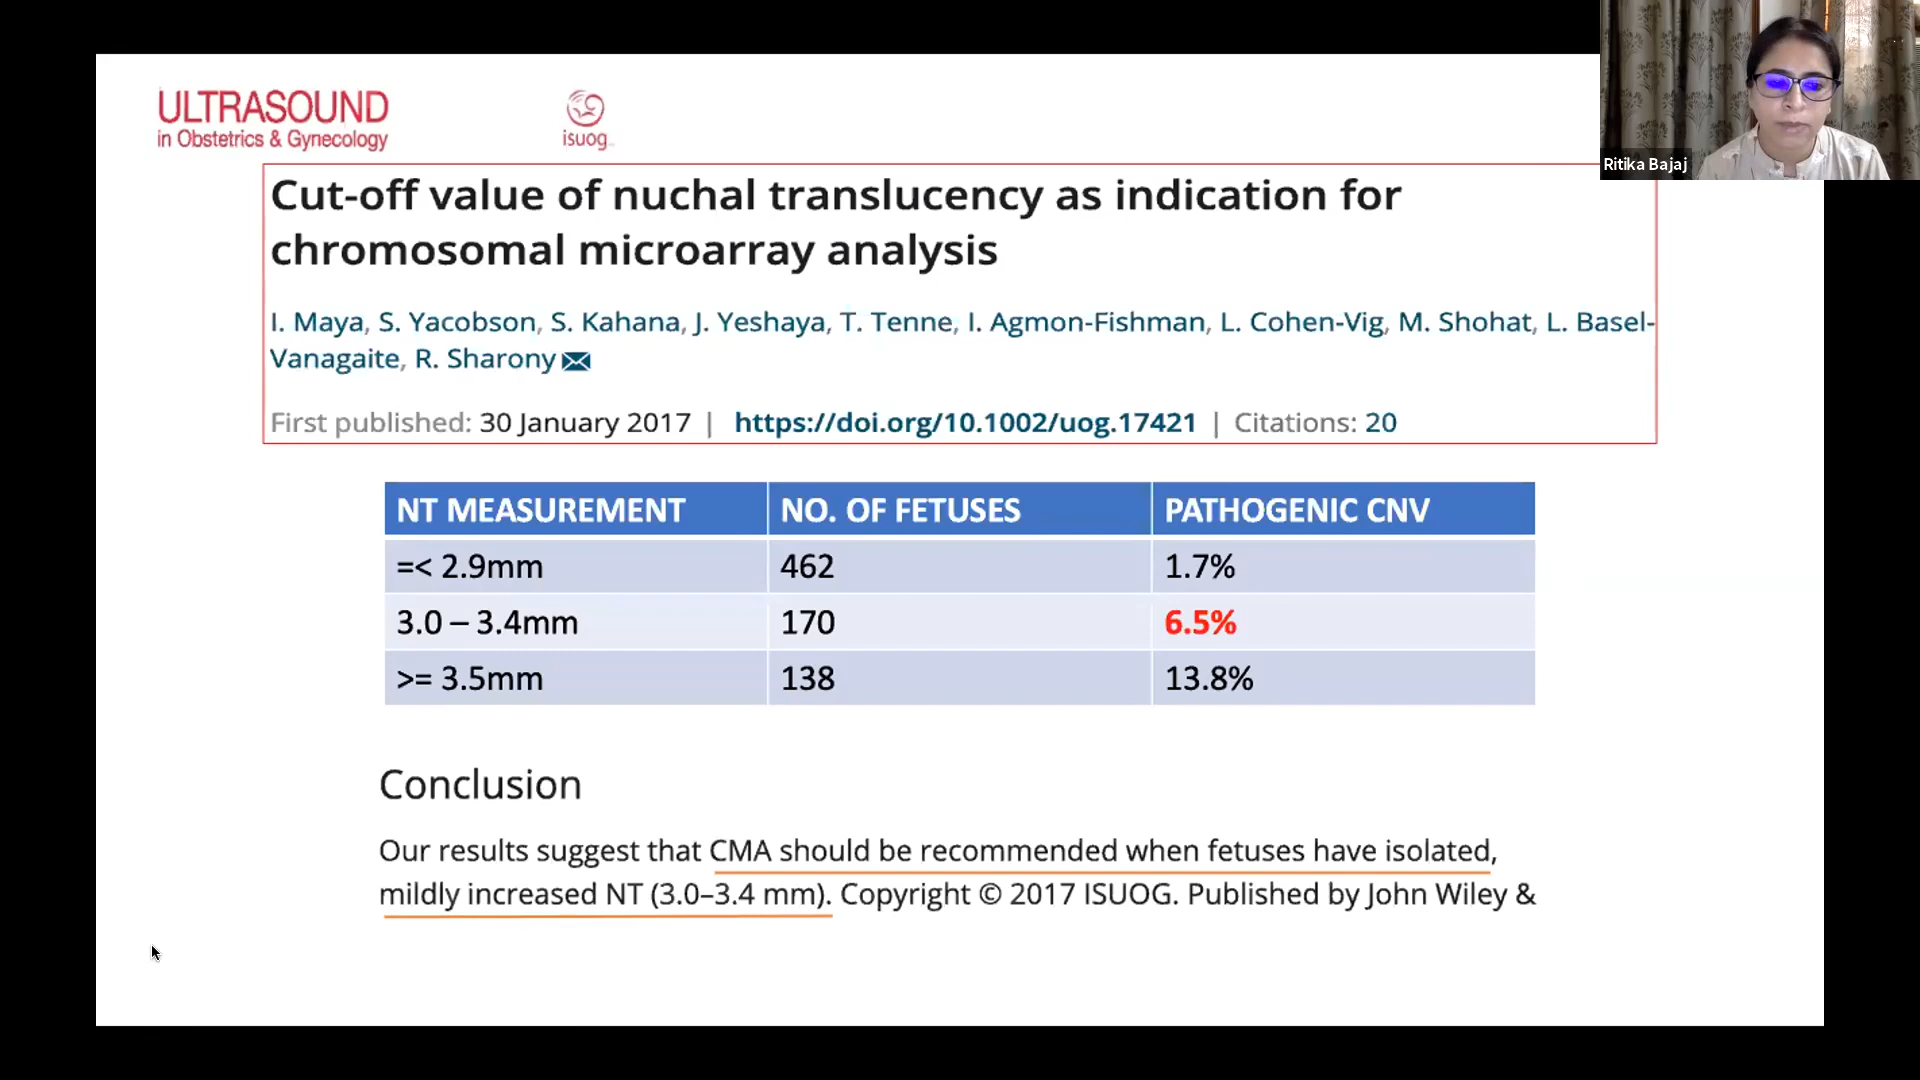 ULTRASOUND
in Obstetrics & Gynecology
isuog
Ritika Bajaj
Cut-off value of nuchal translucency as indication for
chromosomal microarray analysis
I. Maya, S. Yacobson, S. Kahana, J. Yeshaya, T. Tenne, I. Agmon-Fishman, L. Cohen-Vig, M. Shohat, L. Basel-
Vanagaite, R. Sharony
First published: 30 January 2017 | https://doi.org/10.1002/uog.17421 | Citations: 20
NT MEASUREMENT NO. OF FETUSES PATHOGENIC CNV
=< 2.9mm 462 1.7%
3.0 – 3.4mm 170 6.5%
>= 3.5mm 138 13.8%
Conclusion
Our results suggest that CMA should be recommended when fetuses have isolated,
mildly increased NT (3.0–3.4 mm). Copyright © 2017 ISUOG. Published by John Wiley &